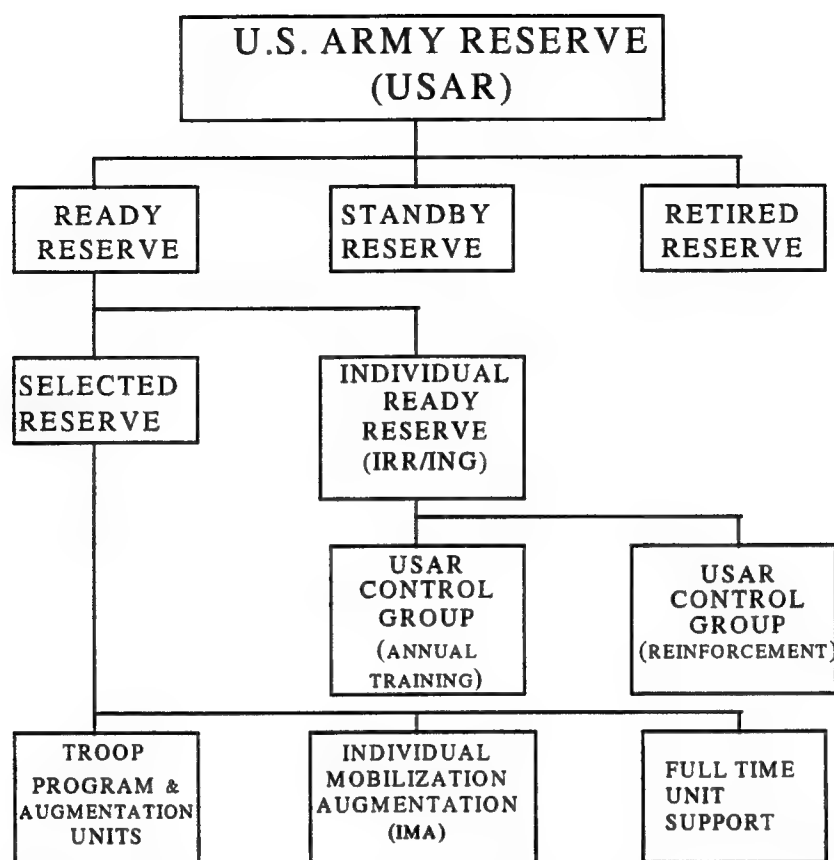 U.S. ARMY RESERVE
(USAR)
READY
RESERVE
STANDBY
RESERVE
RETIRED
RESERVE
SELECTED
RESERVE
INDIVIDUAL
READY
RESERVE
(IRR/ING)
USAR
CONTROL
GROUP
(ANNUAL
TRAINING)
USAR
CONTROL
GROUP
(REINFORCEMENT)
TROOP
PROGRAM &
AUGMENTATION
UNITS
INDIVIDUAL
MOBILIZATION
AUGMENTATION
(IMA)
FULL TIME
UNIT
SUPPORT